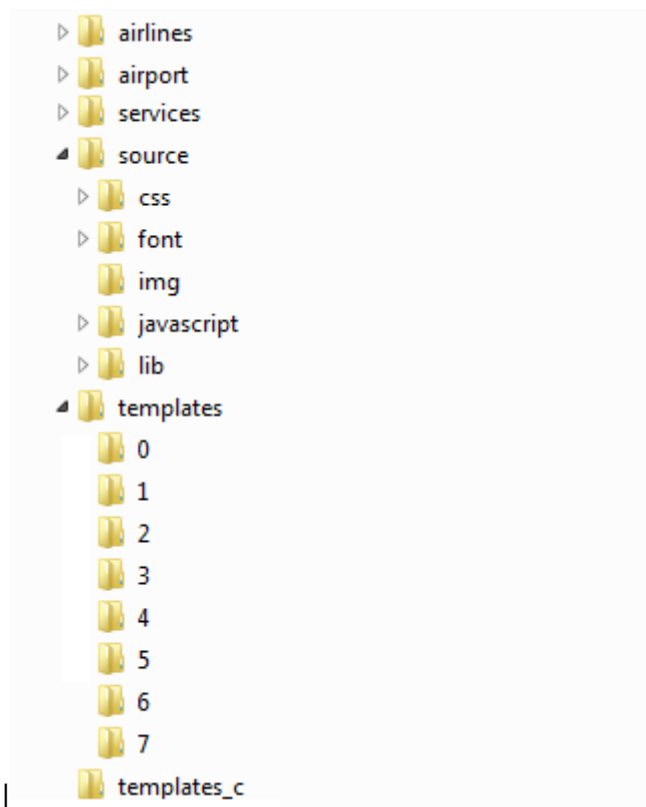 airlines
airport
services
source
css
font
img
javascript
lib
templates
0
1
2
3
4
5
6
7
templates_c